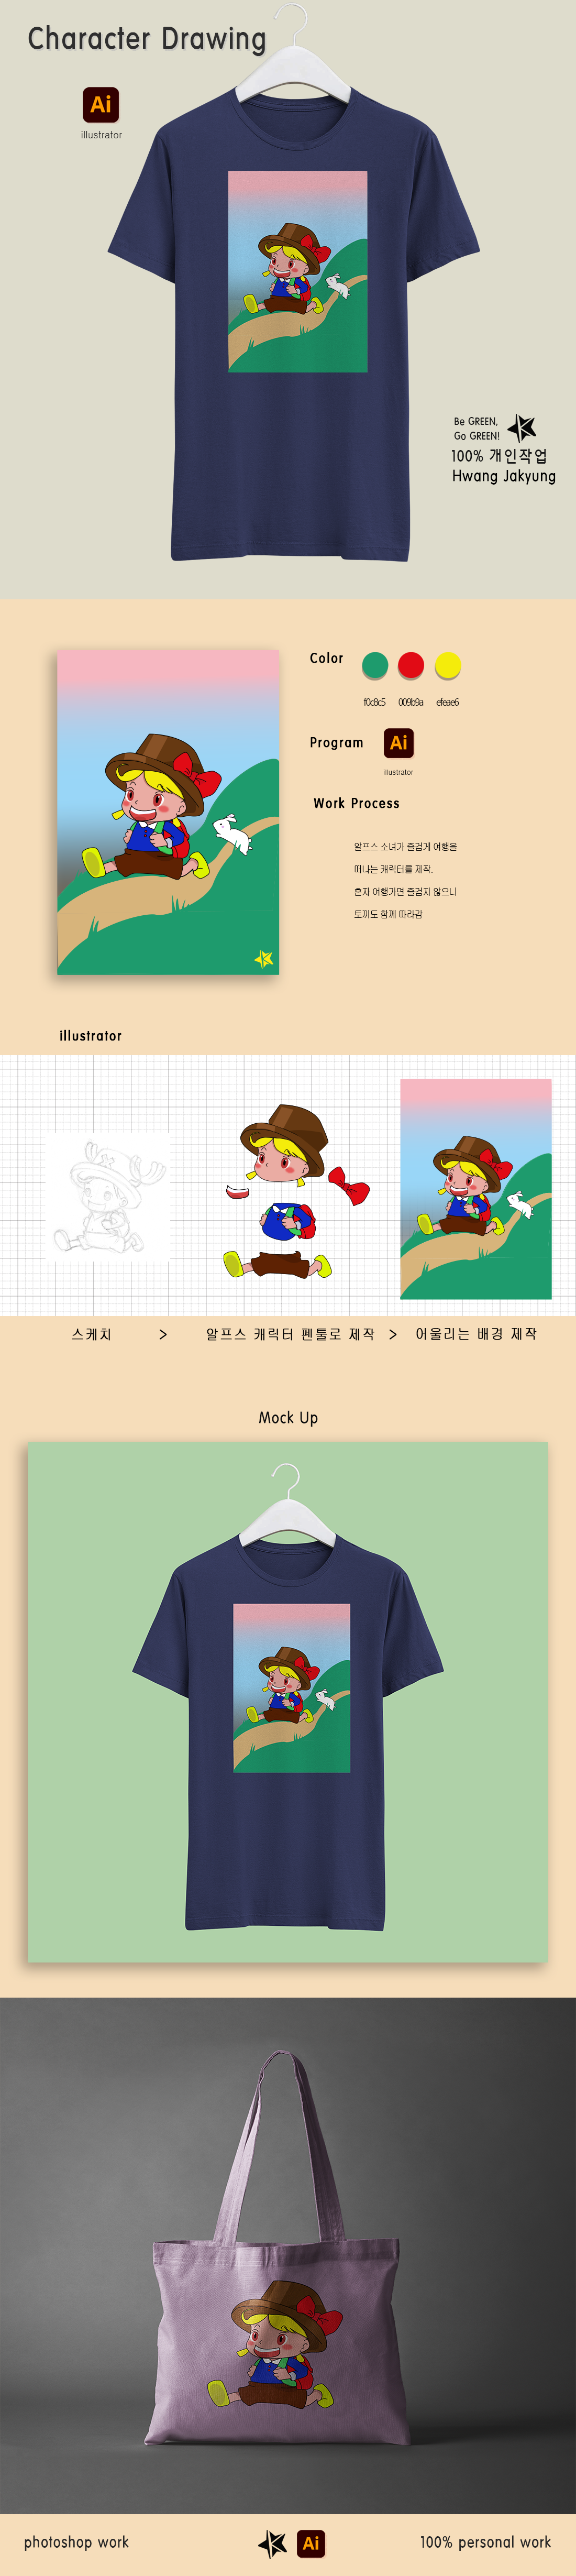 Character Drawing
Ai
illustrator
Be GREEN,
Go GREEN!
100% 개인작업
Hwang Jakyung
Color
f0c8c5 009b9a efeae6
Program
Ai
illustrator
Work Process
알프스 소녀가 즐겁게 여행을
떠나는 캐릭터를 제작.
혼자 여행가면 즐겁지 않으니
토끼도 함께 따라감
illustrator
스케치 > 알프스 캐릭터 펜툴로 제작 > 어울리는 배경 제작
Mock Up
photoshop work
Ai
100% personal work